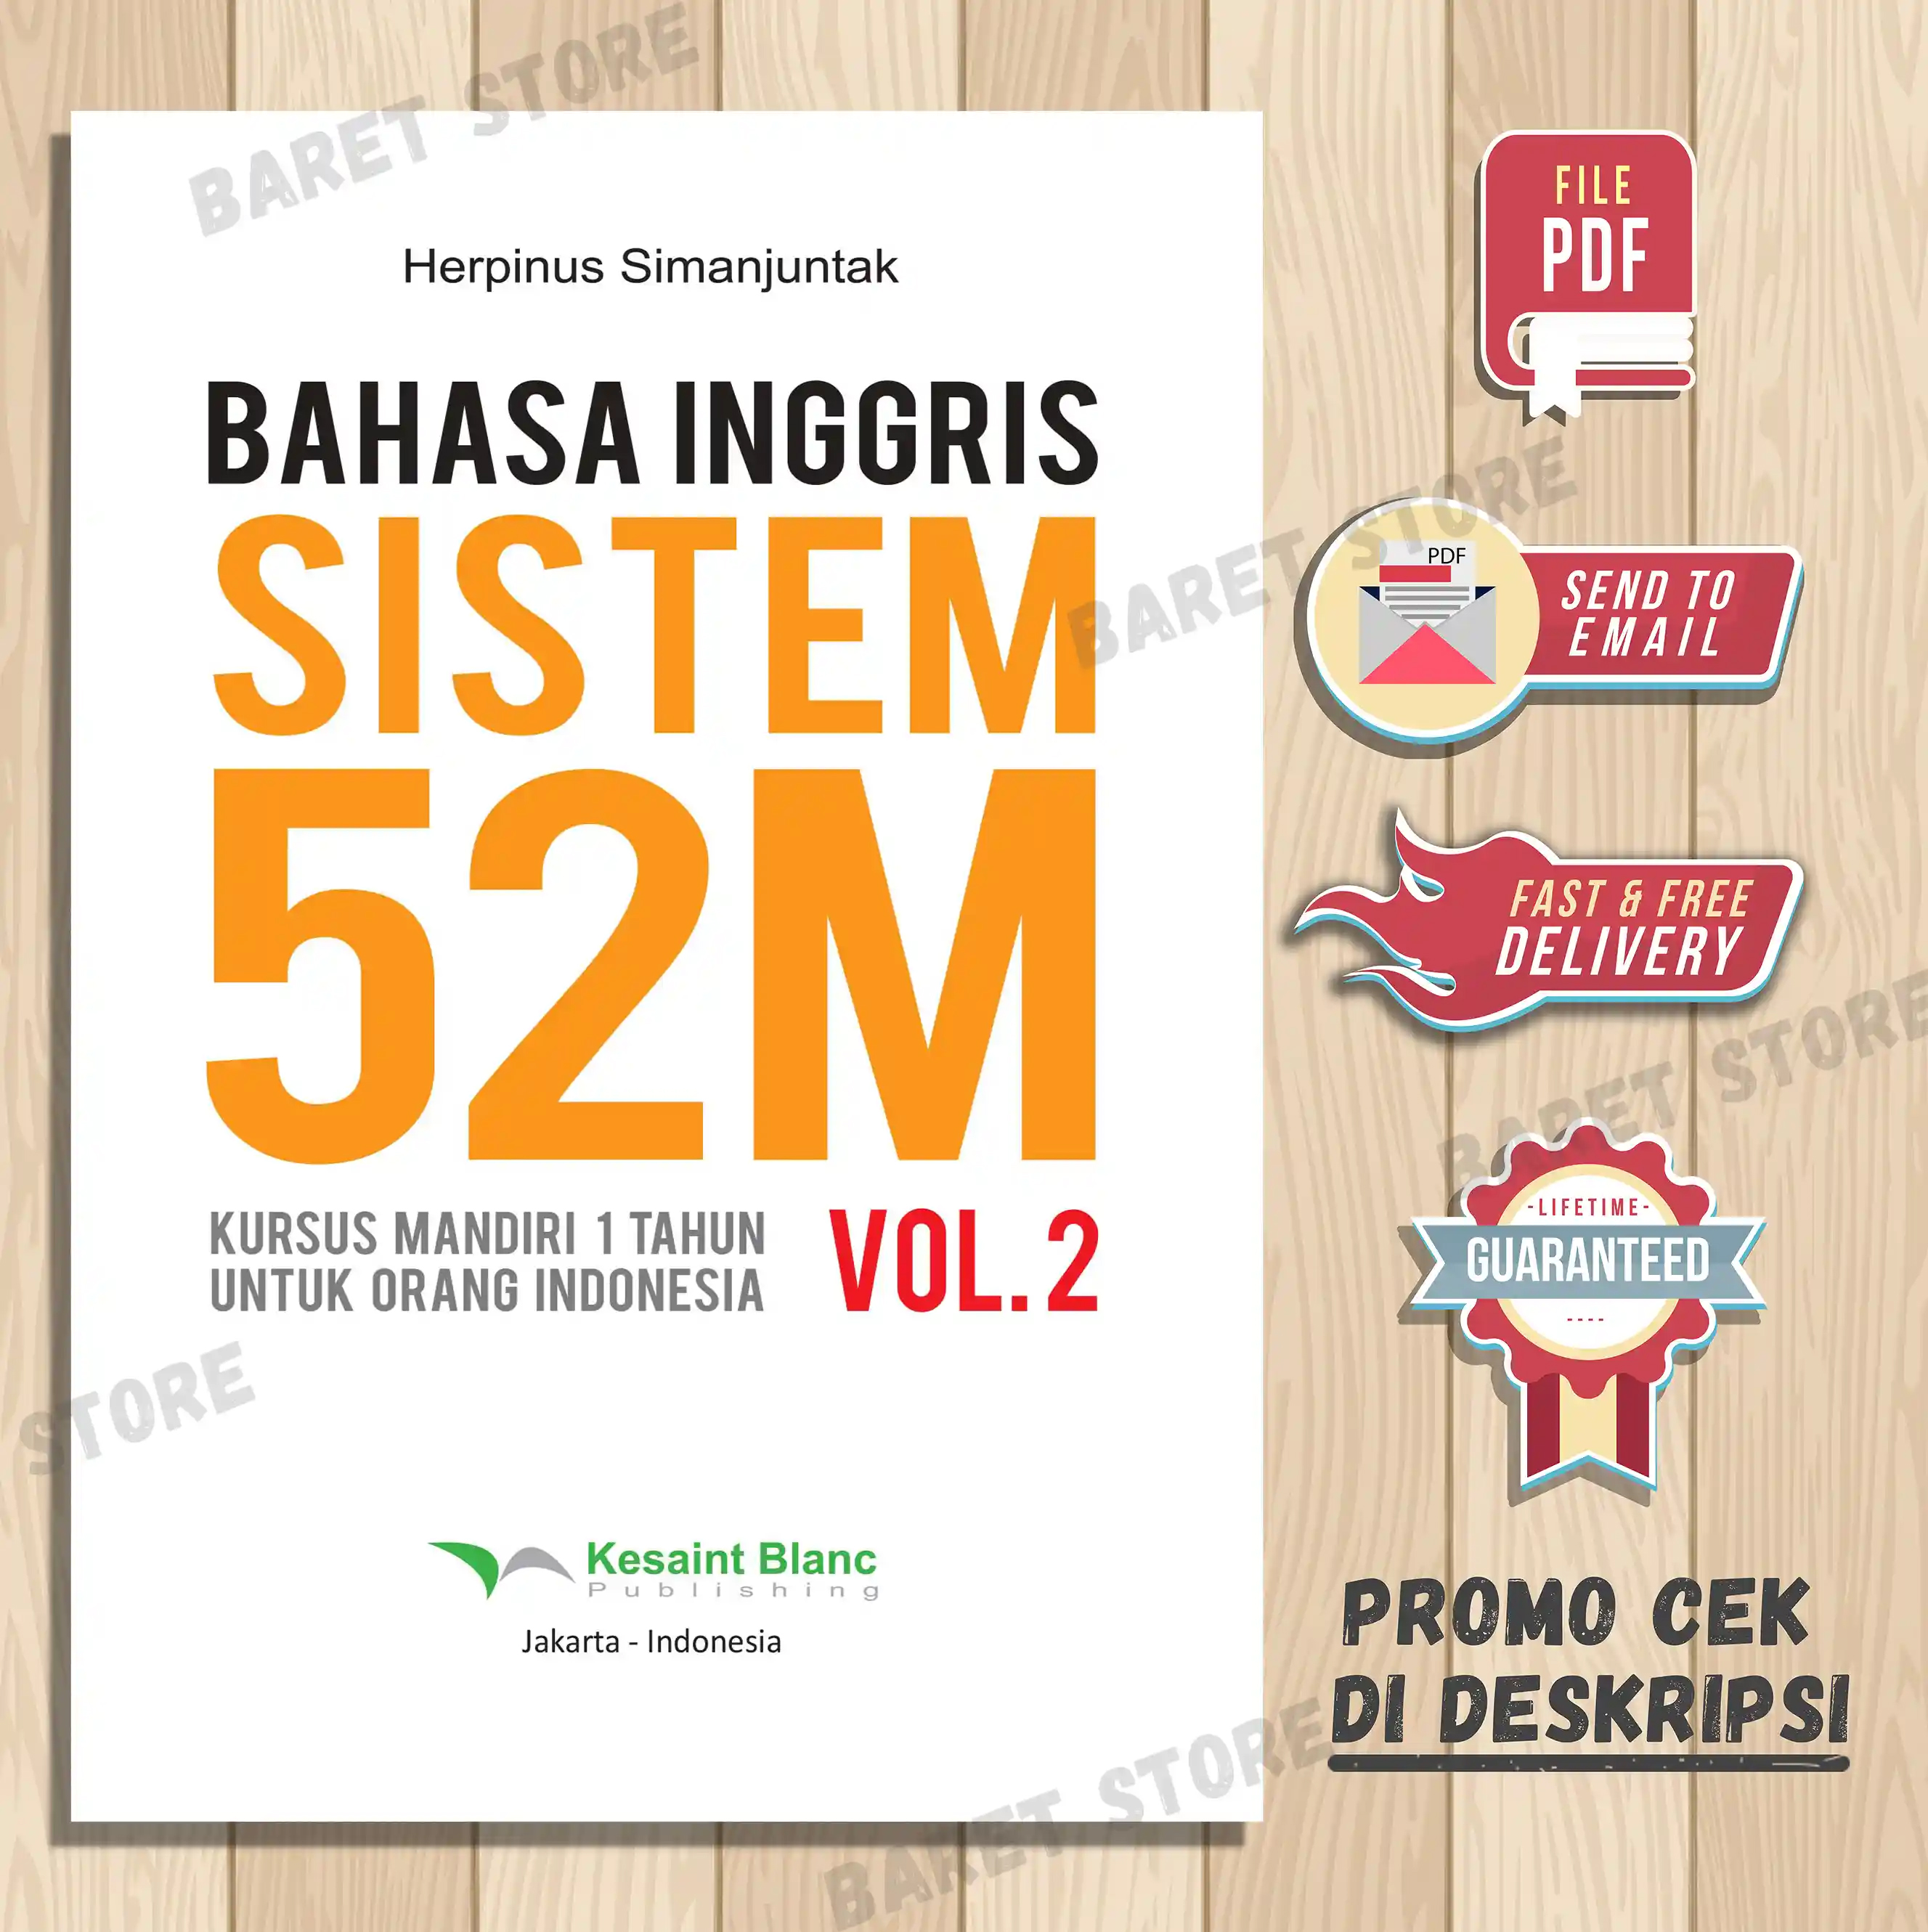 BARET STORE
Herpinus Simanjuntak
BAHASA INGGRIS
SISTEM
52M
KURSUS MANDIRI 1 TAHUN
UNTUK ORANG INDONESIA
VOL. 2
Kesaint Blanc
Publishing
Jakarta - Indonesia
FILE
PDF
BARET STORE
PDF
SEND TO
EMAIL
FAST & FREE
DELIVERY
BARET STORE
-LIFETIME-
GUARANTEED
----
STORE
PROMO CEK
DI DESKRIPSI
BARET STORE